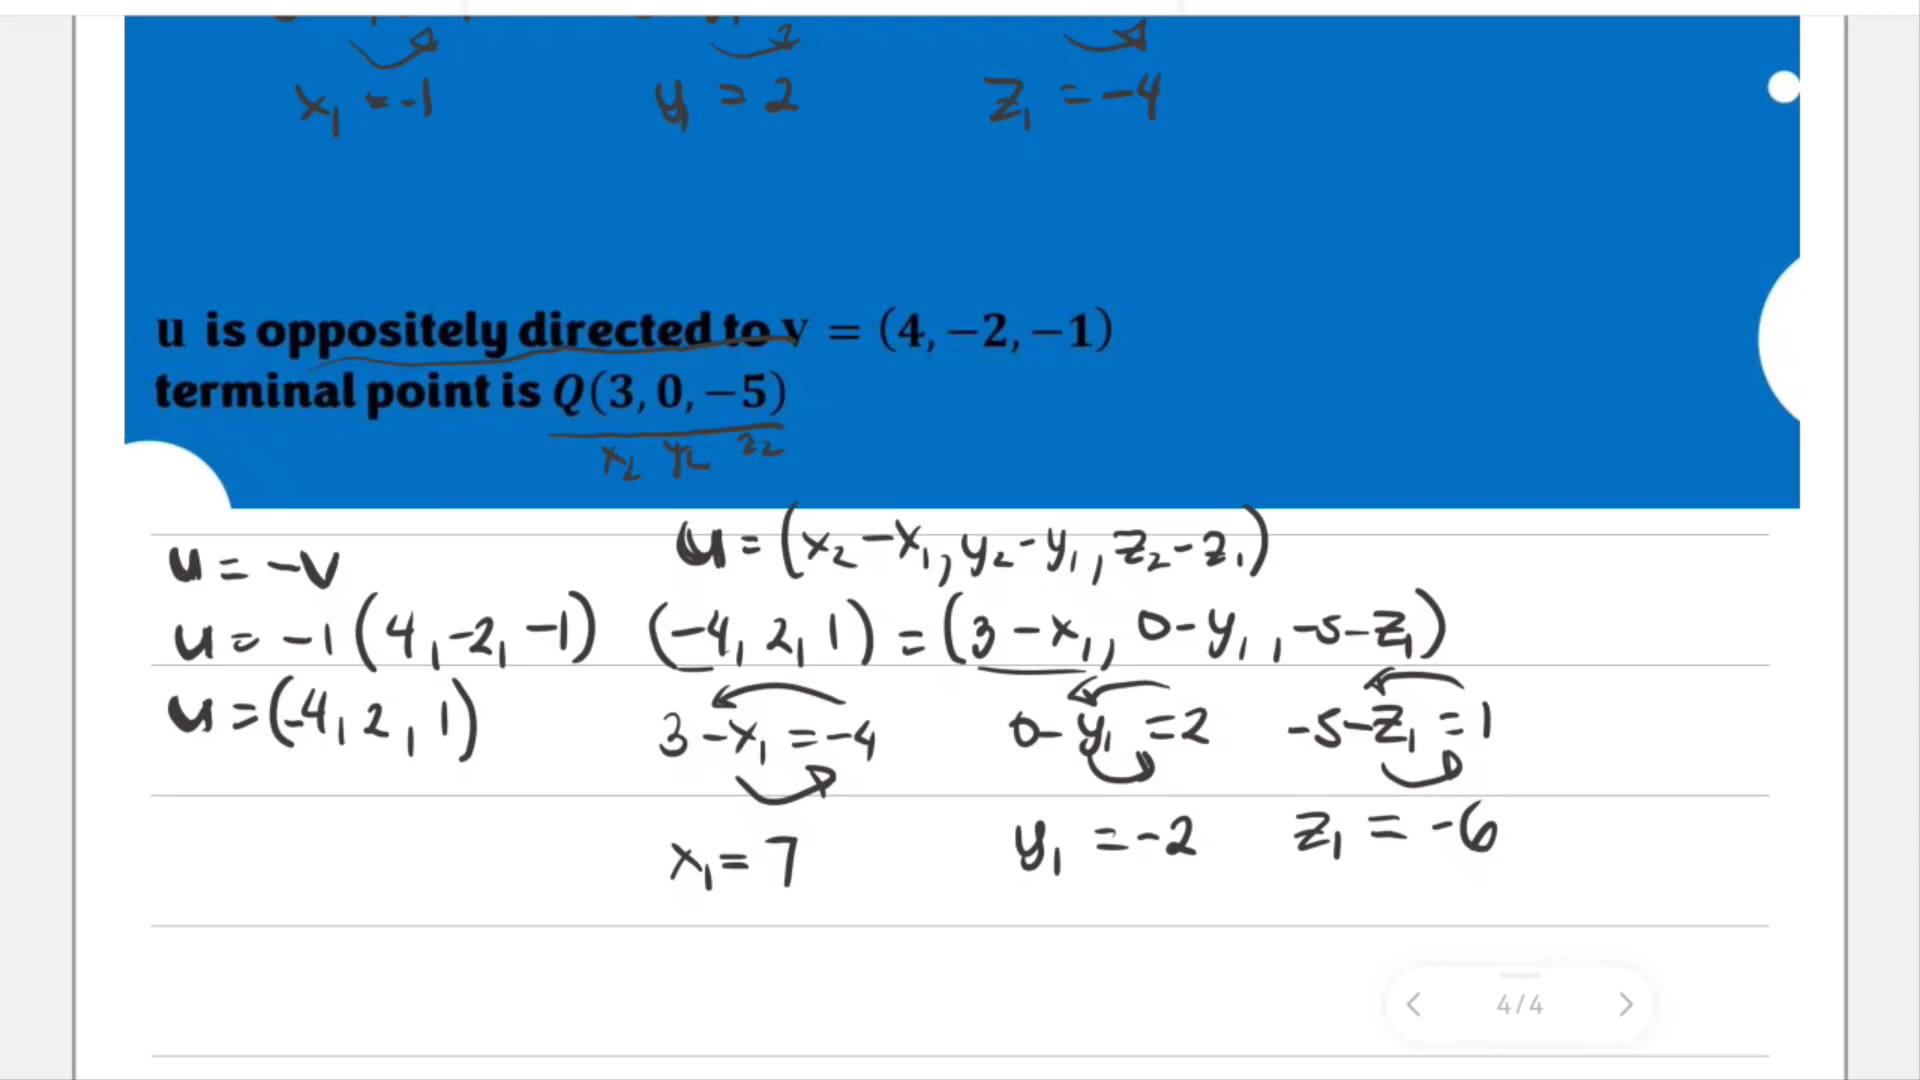 x₁ = -1 y₁ = 2 z₁ = -4
u is oppositely directed to v = (4, −2, −1)
terminal point is Q(3, 0, −5)
x₂ y₂ z₂
u = -v
u = -1(4, -2, -1)
u = (-4, 2, 1)
u = (x₂ - x₁, y₂ - y₁, z₂ - z₁)
(-4, 2, 1) = (3 - x₁, 0 - y₁, -5 - z₁)
3 - x₁ = -4 0 - y₁ = 2 -5 - z₁ = 1
x₁ = 7 y₁ = -2 z₁ = -6
4/4